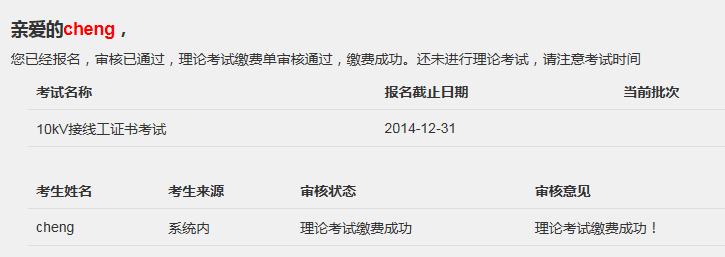 亲爱的cheng，
您已经报名，审核已通过，理论考试缴费单审核通过，缴费成功。还未进行理论考试，请注意考试时间
考试名称 报名截止日期 当前批次
10kV接线工证书考试 2014-12-31
考生姓名 考生来源 审核状态 审核意见
cheng 系统内 理论考试缴费成功 理论考试缴费成功！